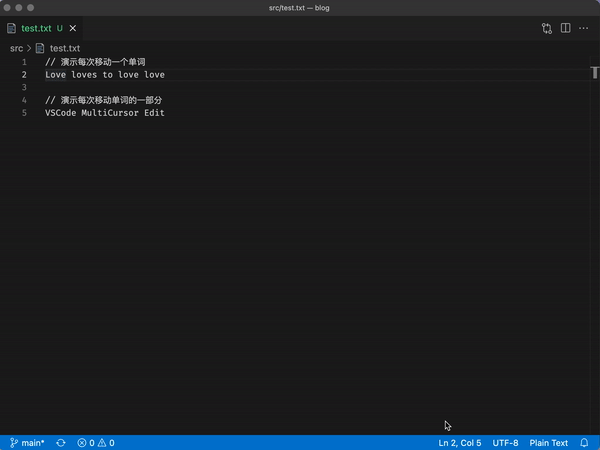 src/test.txt — blog
test.txt U
src > test.txt
1 // 演示每次移动一个单词
2 Love loves to love love
3
4 // 演示每次移动单词的一部分
5 VSCode MultiCursor Edit
main* 0 0 Ln 2, Col 5 UTF-8 Plain Text